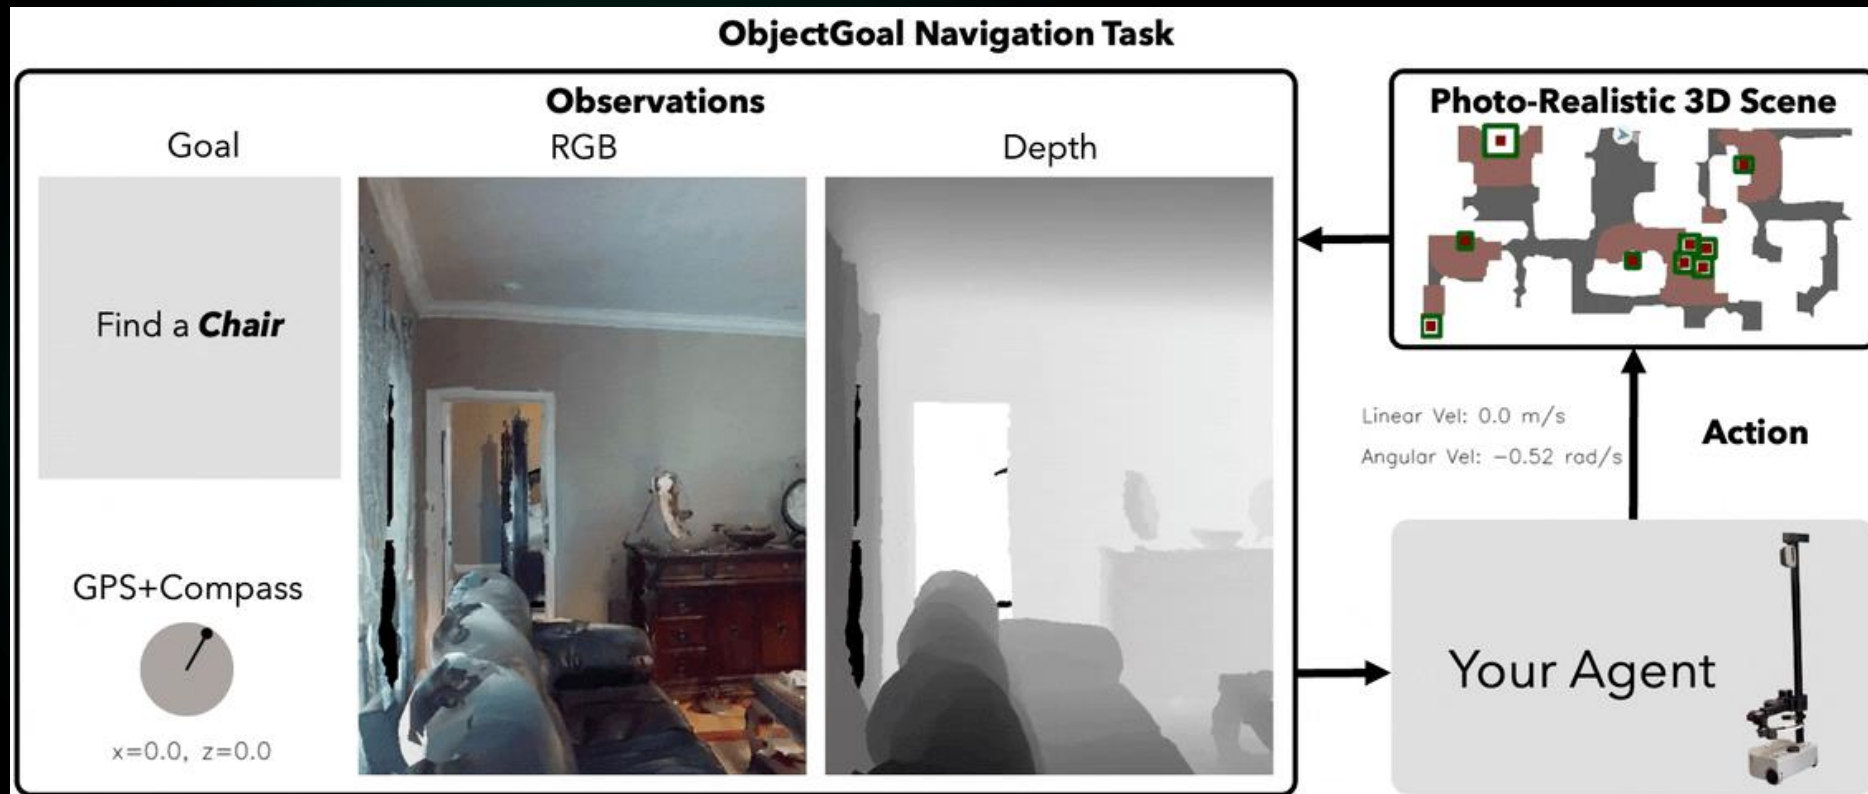 ObjectGoal Navigation Task
Observations
Goal
RGB
Depth
Find a Chair
GPS+Compass
x=0.0, z=0.0
Photo-Realistic 3D Scene
Linear Vel: 0.0 m/s
Angular Vel: -0.52 rad/s
Action
Your Agent